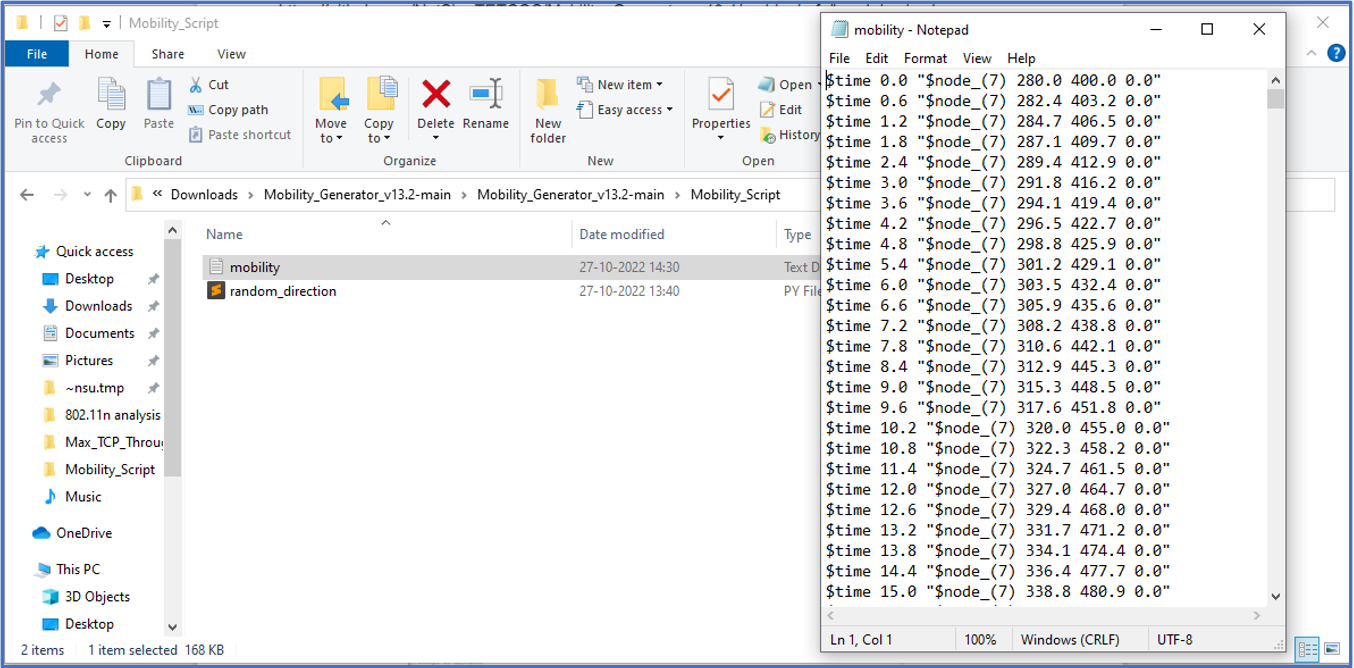 Mobility_Script
File Home Share View
Pin to Quick access
Copy
Paste
Cut
Copy path
Paste shortcut
Clipboard
Move to
Copy to
Delete
Rename
Organize
New folder
New item
Easy access
New
Properties
Open
Edit
History
Open
« Downloads > Mobility_Generator_v13.2-main > Mobility_Generator_v13.2-main > Mobility_Script
Name Date modified Type
mobility 27-10-2022 14:30 Text D
random_direction 27-10-2022 13:40 PY File
Quick access
Desktop
Downloads
Documents
Pictures
~nsu.tmp
802.11n analysis
Max_TCP_Throug
Mobility_Script
Music
OneDrive
This PC
3D Objects
Desktop
2 items 1 item selected 168 KB
mobility - Notepad
File Edit Format View Help
$time 0.0 "$node_(7) 280.0 400.0 0.0"
$time 0.6 "$node_(7) 282.4 403.2 0.0"
$time 1.2 "$node_(7) 284.7 406.5 0.0"
$time 1.8 "$node_(7) 287.1 409.7 0.0"
$time 2.4 "$node_(7) 289.4 412.9 0.0"
$time 3.0 "$node_(7) 291.8 416.2 0.0"
$time 3.6 "$node_(7) 294.1 419.4 0.0"
$time 4.2 "$node_(7) 296.5 422.7 0.0"
$time 4.8 "$node_(7) 298.8 425.9 0.0"
$time 5.4 "$node_(7) 301.2 429.1 0.0"
$time 6.0 "$node_(7) 303.5 432.4 0.0"
$time 6.6 "$node_(7) 305.9 435.6 0.0"
$time 7.2 "$node_(7) 308.2 438.8 0.0"
$time 7.8 "$node_(7) 310.6 442.1 0.0"
$time 8.4 "$node_(7) 312.9 445.3 0.0"
$time 9.0 "$node_(7) 315.3 448.5 0.0"
$time 9.6 "$node_(7) 317.6 451.8 0.0"
$time 10.2 "$node_(7) 320.0 455.0 0.0"
$time 10.8 "$node_(7) 322.3 458.2 0.0"
$time 11.4 "$node_(7) 324.7 461.5 0.0"
$time 12.0 "$node_(7) 327.0 464.7 0.0"
$time 12.6 "$node_(7) 329.4 468.0 0.0"
$time 13.2 "$node_(7) 331.7 471.2 0.0"
$time 13.8 "$node_(7) 334.1 474.4 0.0"
$time 14.4 "$node_(7) 336.4 477.7 0.0"
$time 15.0 "$node_(7) 338.8 480.9 0.0"
Ln 1, Col 1 100% Windows (CRLF) UTF-8